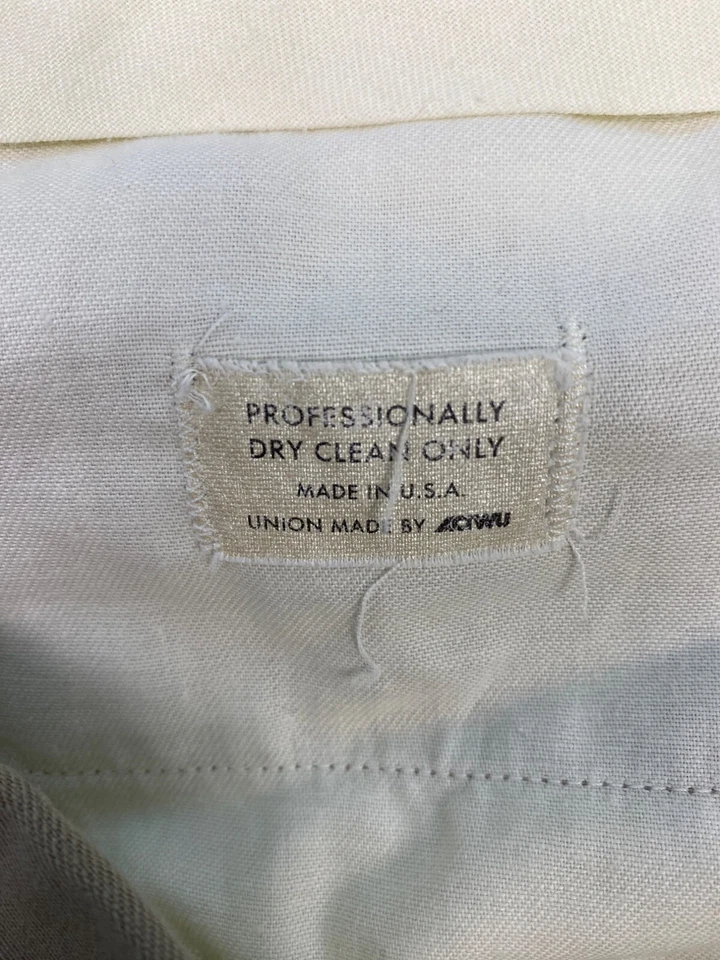 PROFESSIONALLY
DRY CLEAN ONLY
MADE IN U.S.A.
UNION MADE BY ACTWU